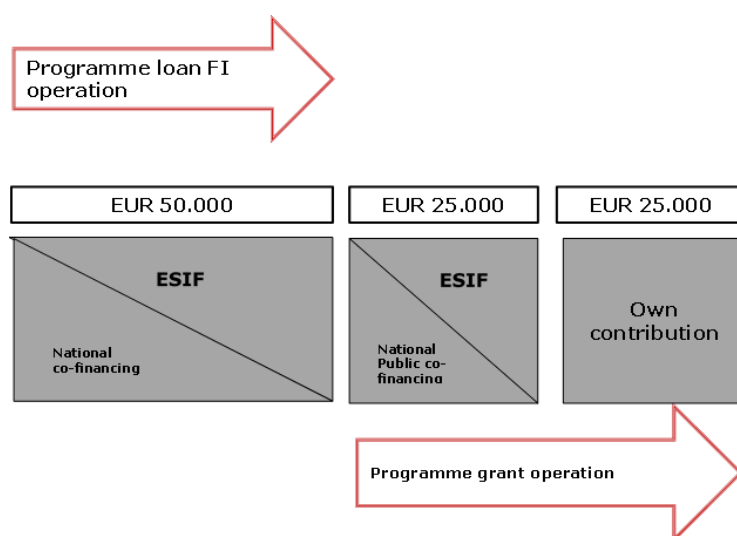 Programme loan FI
operation
EUR 50.000
EUR 25.000
EUR 25.000
ESIF
National
co-financing
ESIF
National
Public co-
financing
Own
contribution
Programme grant operation